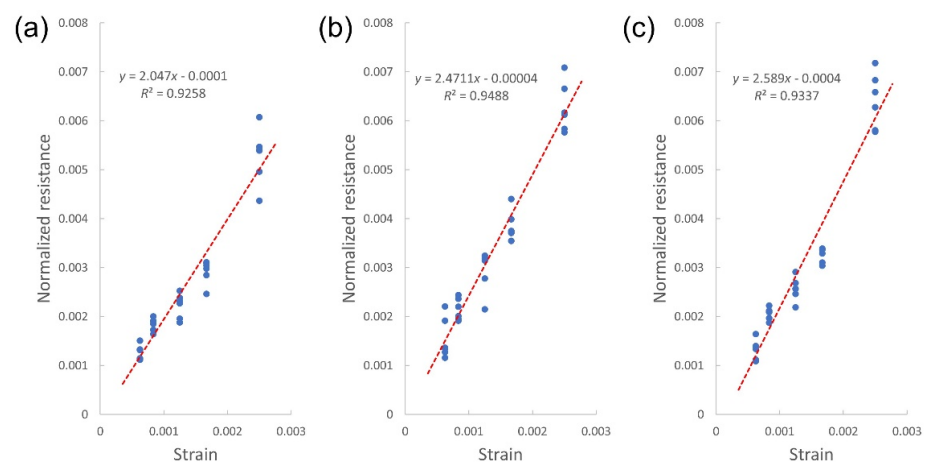 (a)
0.008
0.007
0.006
0.005
0.004
0.003
0.002
0.001
0
Normalized resistance
y = 2.047x - 0.0001
R² = 0.9258
0
0.001
0.002
0.003
Strain
(b)
0.008
0.007
0.006
0.005
0.004
0.003
0.002
0.001
0
Normalized resistance
y = 2.4711x - 0.00004
R² = 0.9488
0
0.001
0.002
0.003
Strain
(c)
0.008
0.007
0.006
0.005
0.004
0.003
0.002
0.001
0
Normalized resistance
y = 2.589x - 0.0004
R² = 0.9337
0
0.001
0.002
0.003
Strain